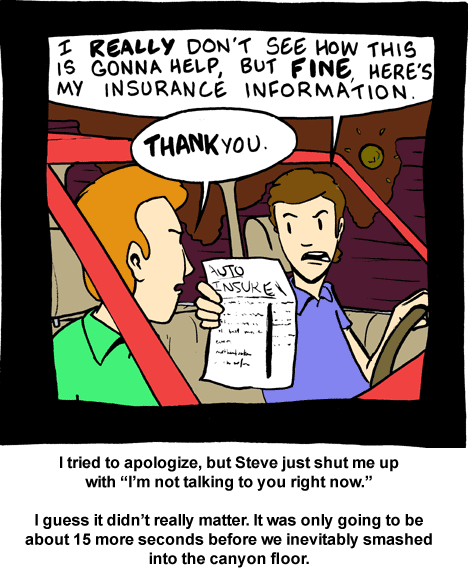 I REALLY DON'T SEE HOW THIS
IS GONNA HELP, BUT FINE, HERE'S
MY INSURANCE INFORMATION.
THANK YOU.
AUTO
INSURE
I tried to apologize, but Steve just shut me up
with “I’m not talking to you right now.”
I guess it didn’t really matter. It was only going to be
about 15 more seconds before we inevitably smashed
into the canyon floor.